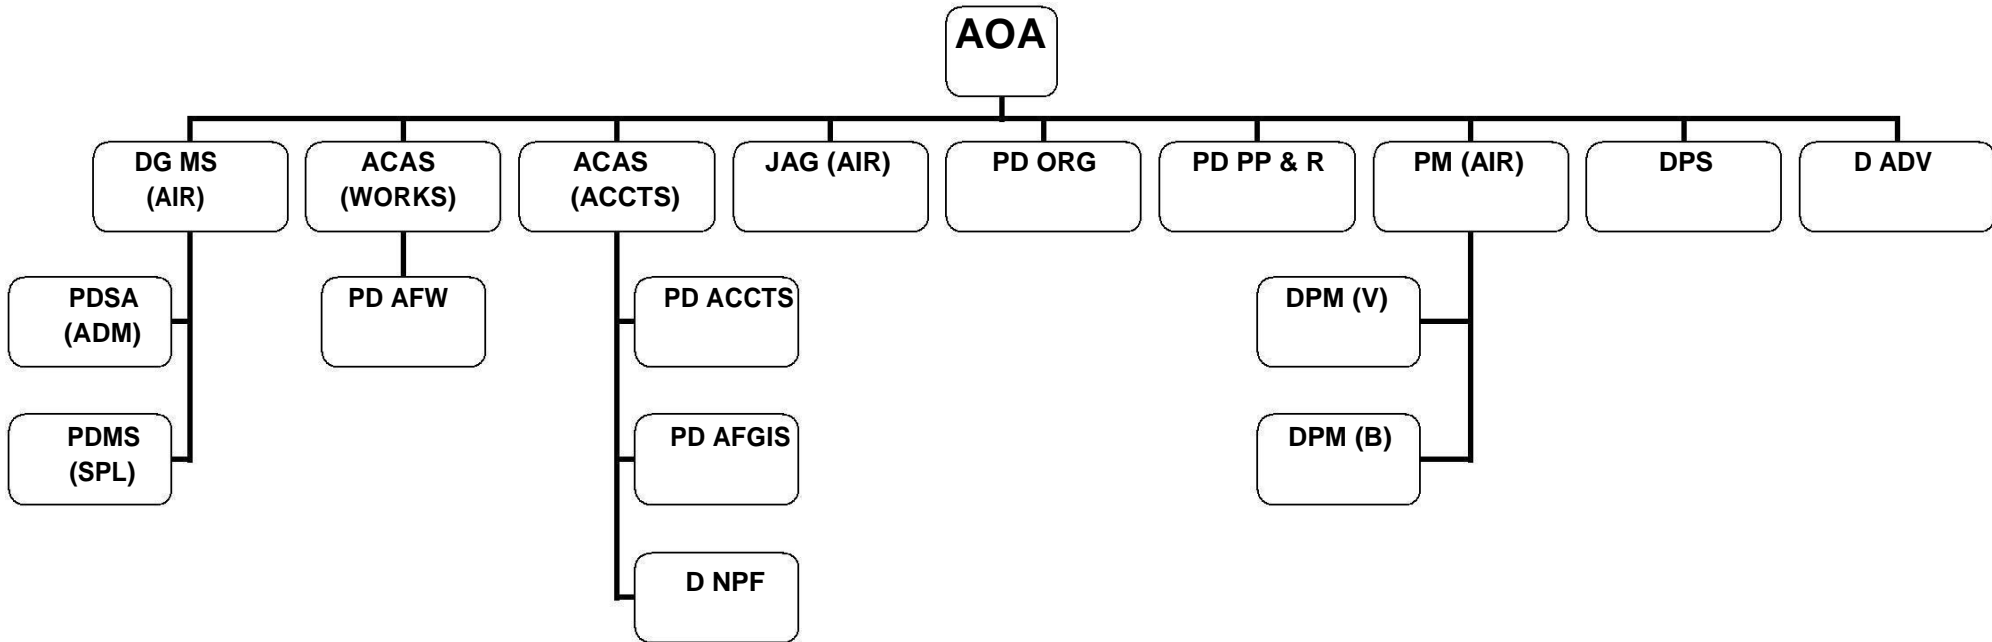 AOA
DG MS
(AIR)
ACAS
(WORKS)
ACAS
(ACCTS)
JAG (AIR)
PD ORG
PD PP & R
PM (AIR)
DPS
D ADV
PDSA
(ADM)
PD AFW
PD ACCTS
DPM (V)
PDMS
(SPL)
PD AFGIS
DPM (B)
D NPF